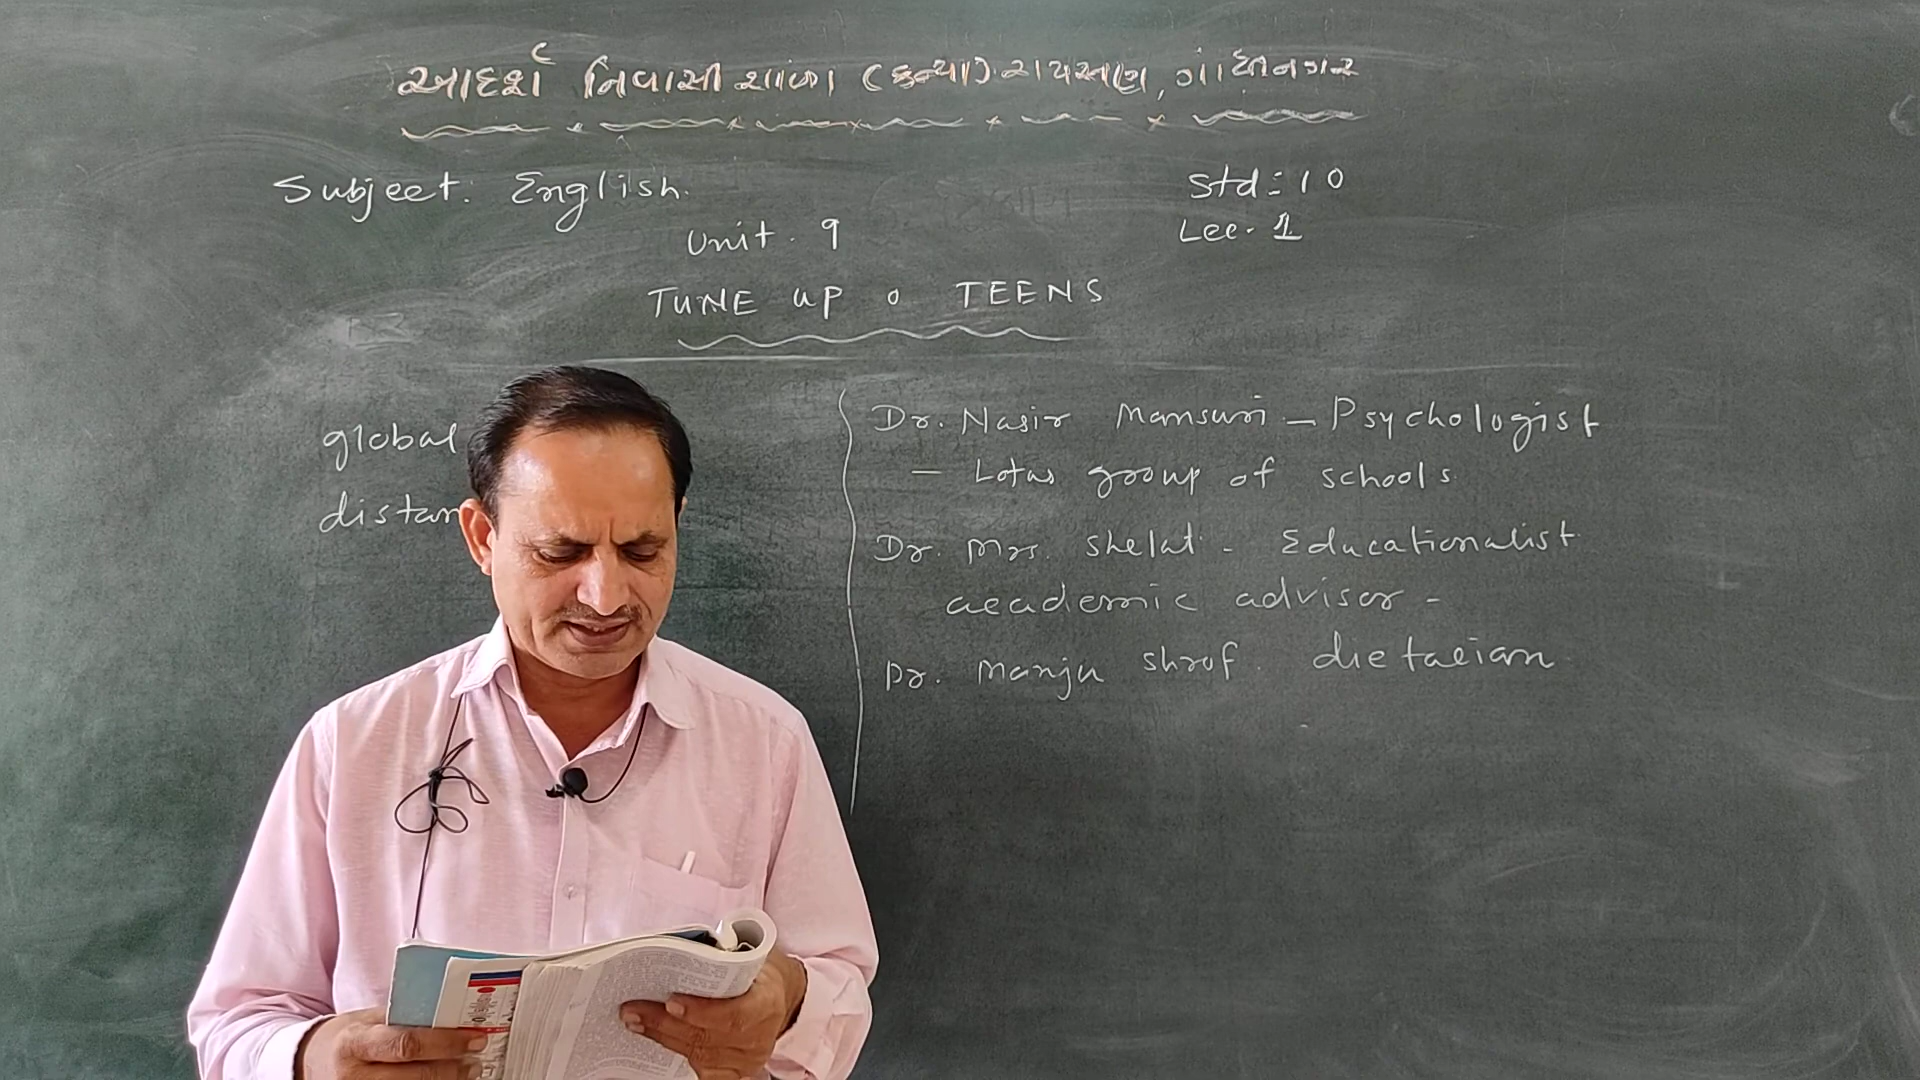 આદર્શ નિવાસી શાળા (કન્યા) રાયસણ, ગાંધીનગર
Subject: English.
Std: 10
Unit. 9
Lec. 1
TUNE UP O TEENS
global
distan
Dr. Nasir Mansuri - Psychologist
- Lotus group of schools
Dr. Mrs. Shelat - Educationalist
academic advisor -
Dr. Manju Shrof. dietaeian